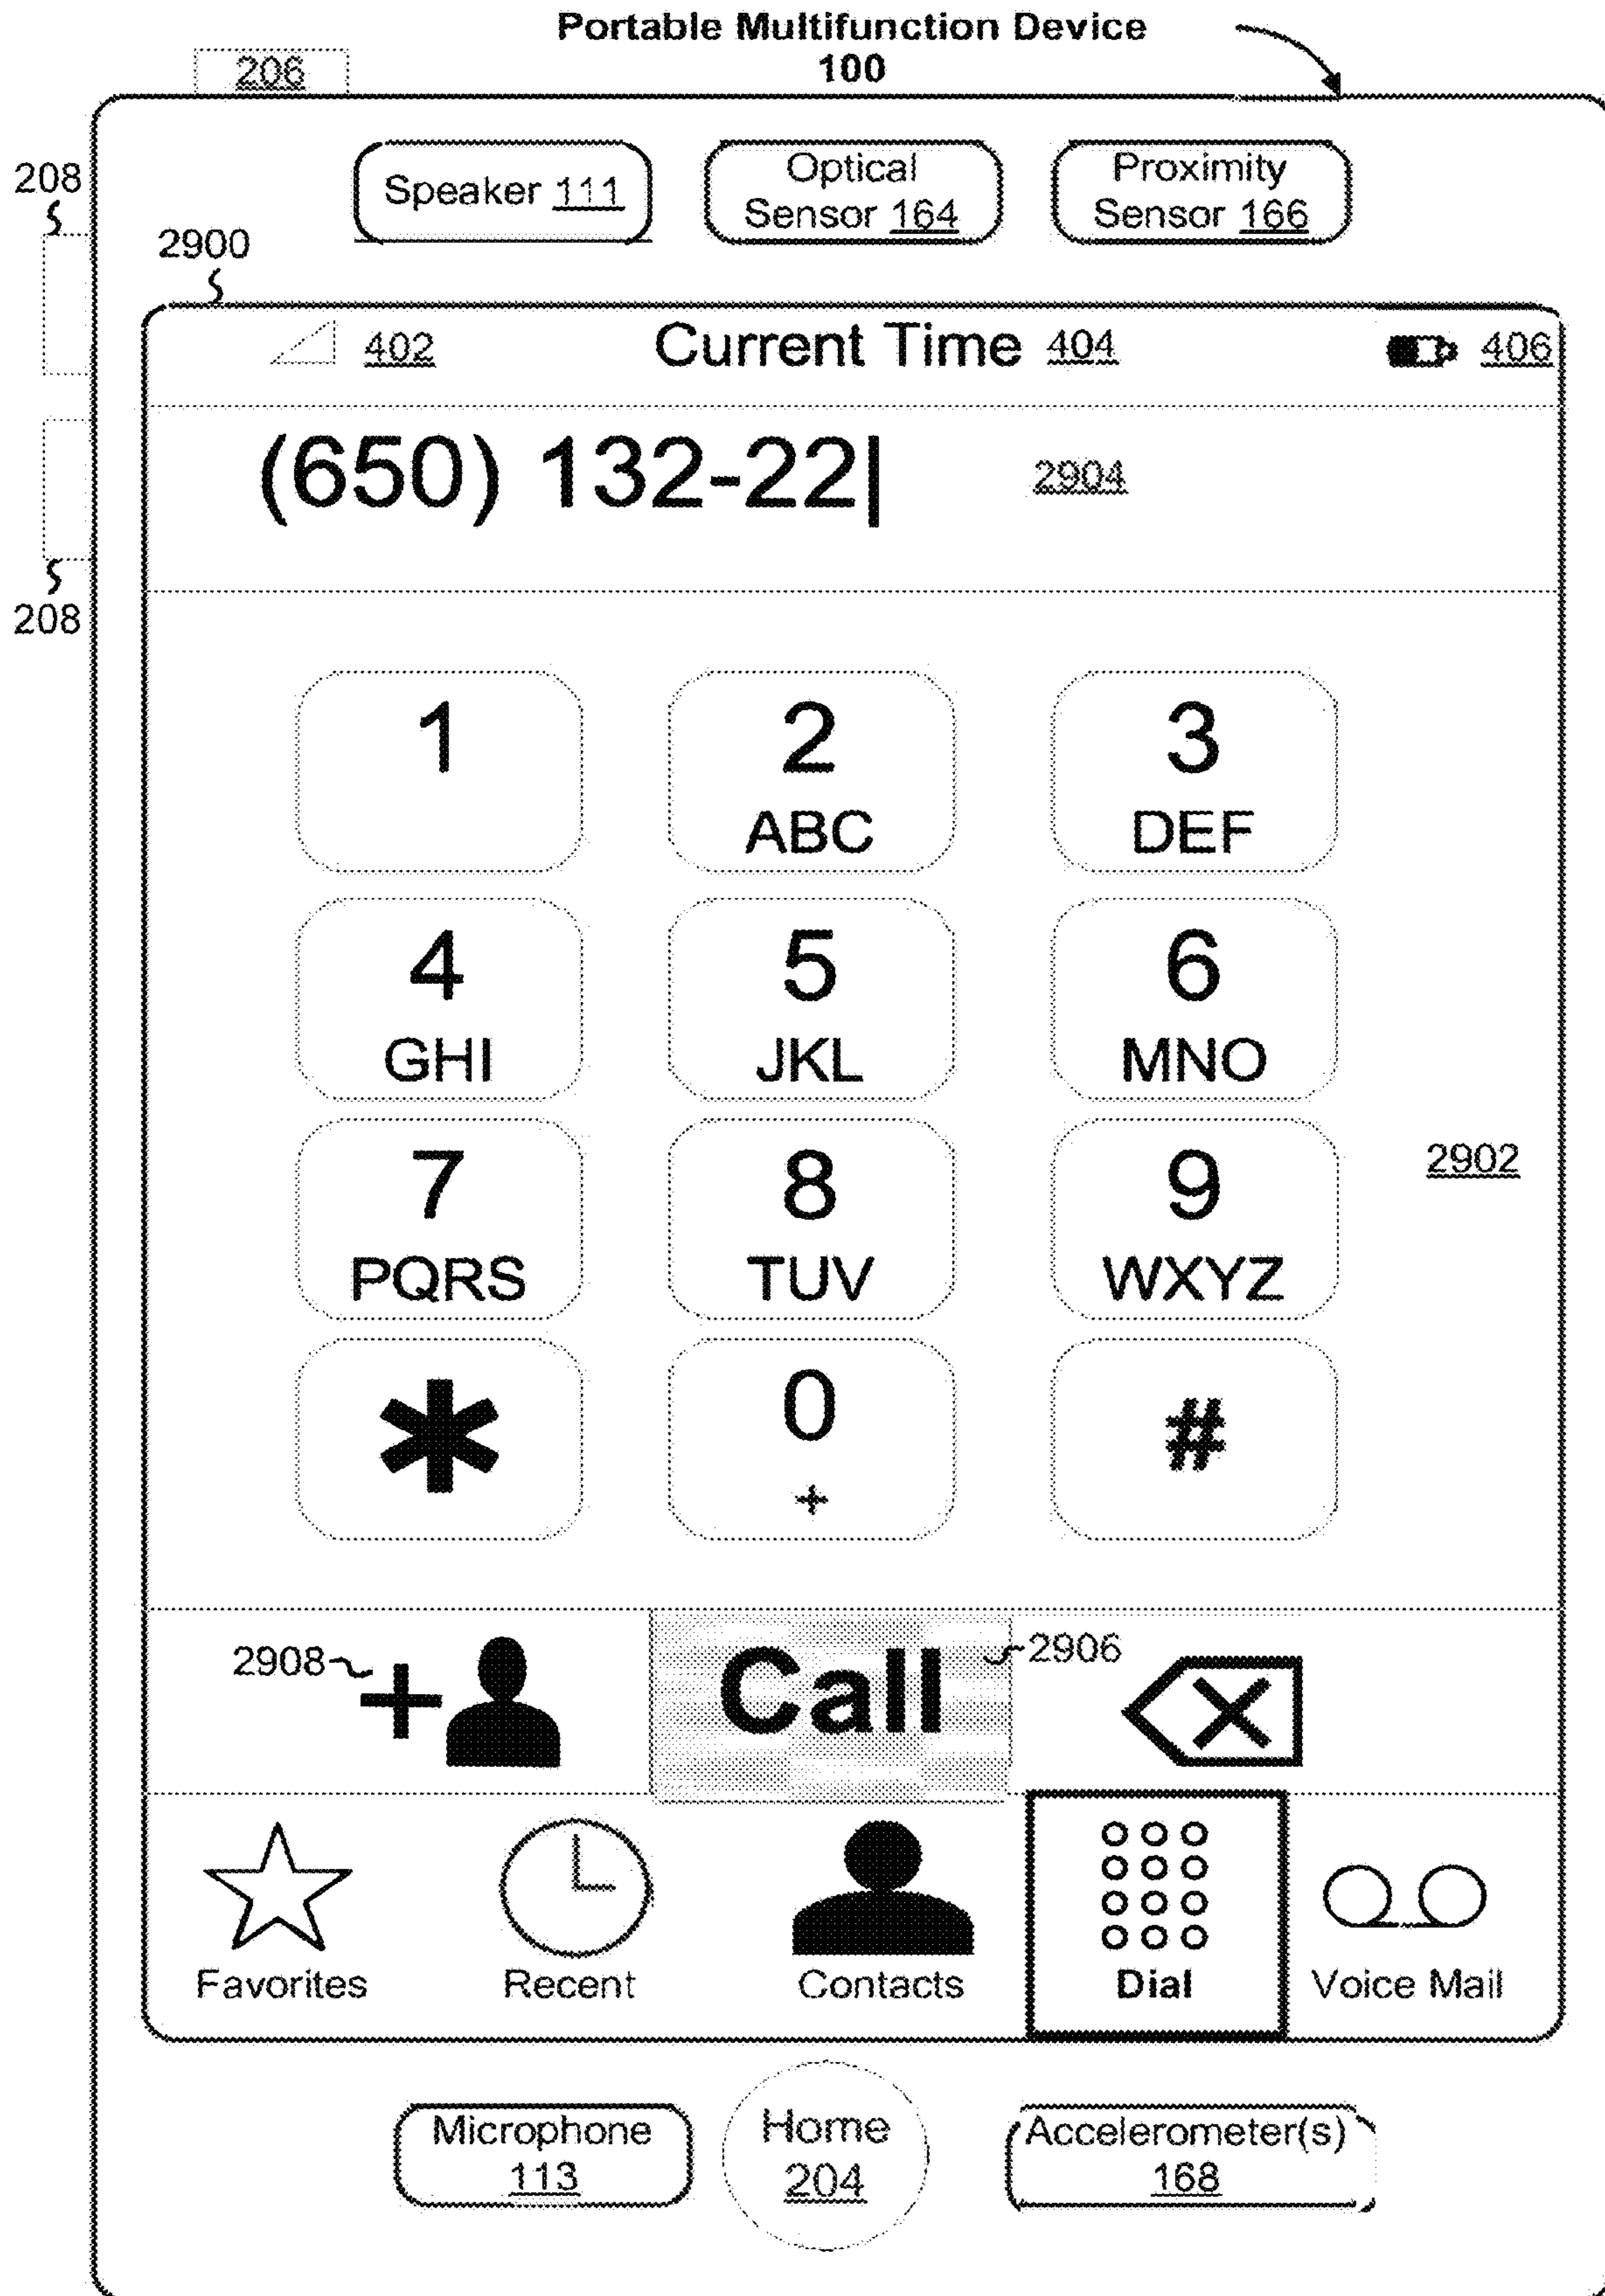 Portable Multifunction Device
100
206
208
Speaker 111
Optical
Sensor 164
Proximity
Sensor 166
2900
402
Current Time 404
406
(650) 132-22
2904
208
1
2
ABC
3
DEF
4
GHI
5
JKL
6
MNO
7
PQRS
8
TUV
9
WXYZ
2902
*
0
+
#
2908
+
Call
2906
Favorites
Recent
Contacts
Dial
Voice Mail
Microphone
113
Home
204
Accelerometer(s)
168